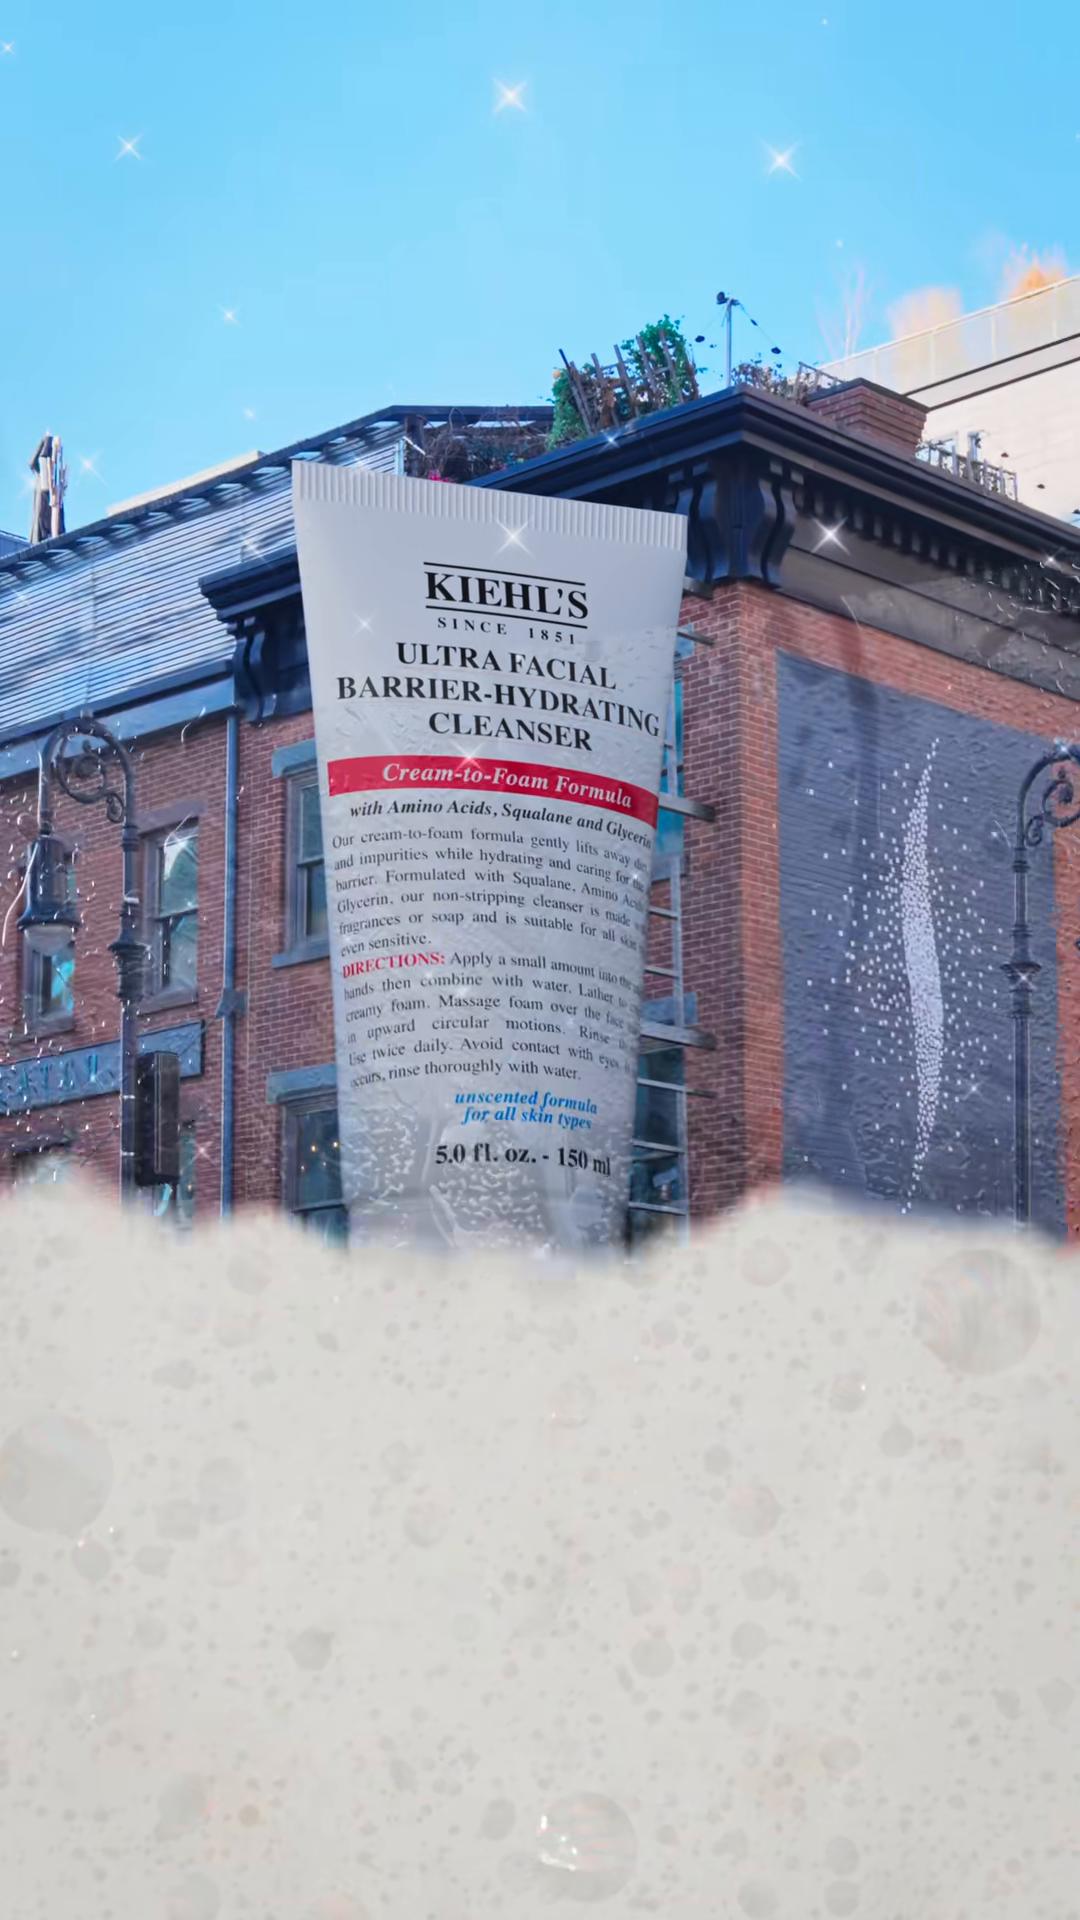 KIEHL'S
SINCE 1851
ULTRA FACIAL
BARRIER-HYDRATING
CLEANSER
Cream-to-Foam Formula
with Amino Acids, Squalane and Glycerin
Our cream-to-foam formula gently lifts away
and impurities while hydrating and caring for
barrier. Formulated with Squalane, Amino
Glycerin, our non-stripping cleanser is made
fragrances or soap and is suitable for all skin
even sensitive.
DIRECTIONS: Apply a small amount into
hands then combine with water. Lather to
creamy foam. Massage foam over the face
in upward circular motions. Rinse
Use twice daily. Avoid contact with eyes.
occurs, rinse thoroughly with water.
unscented formula
for all skin types
5.0 fl. oz. - 150 ml